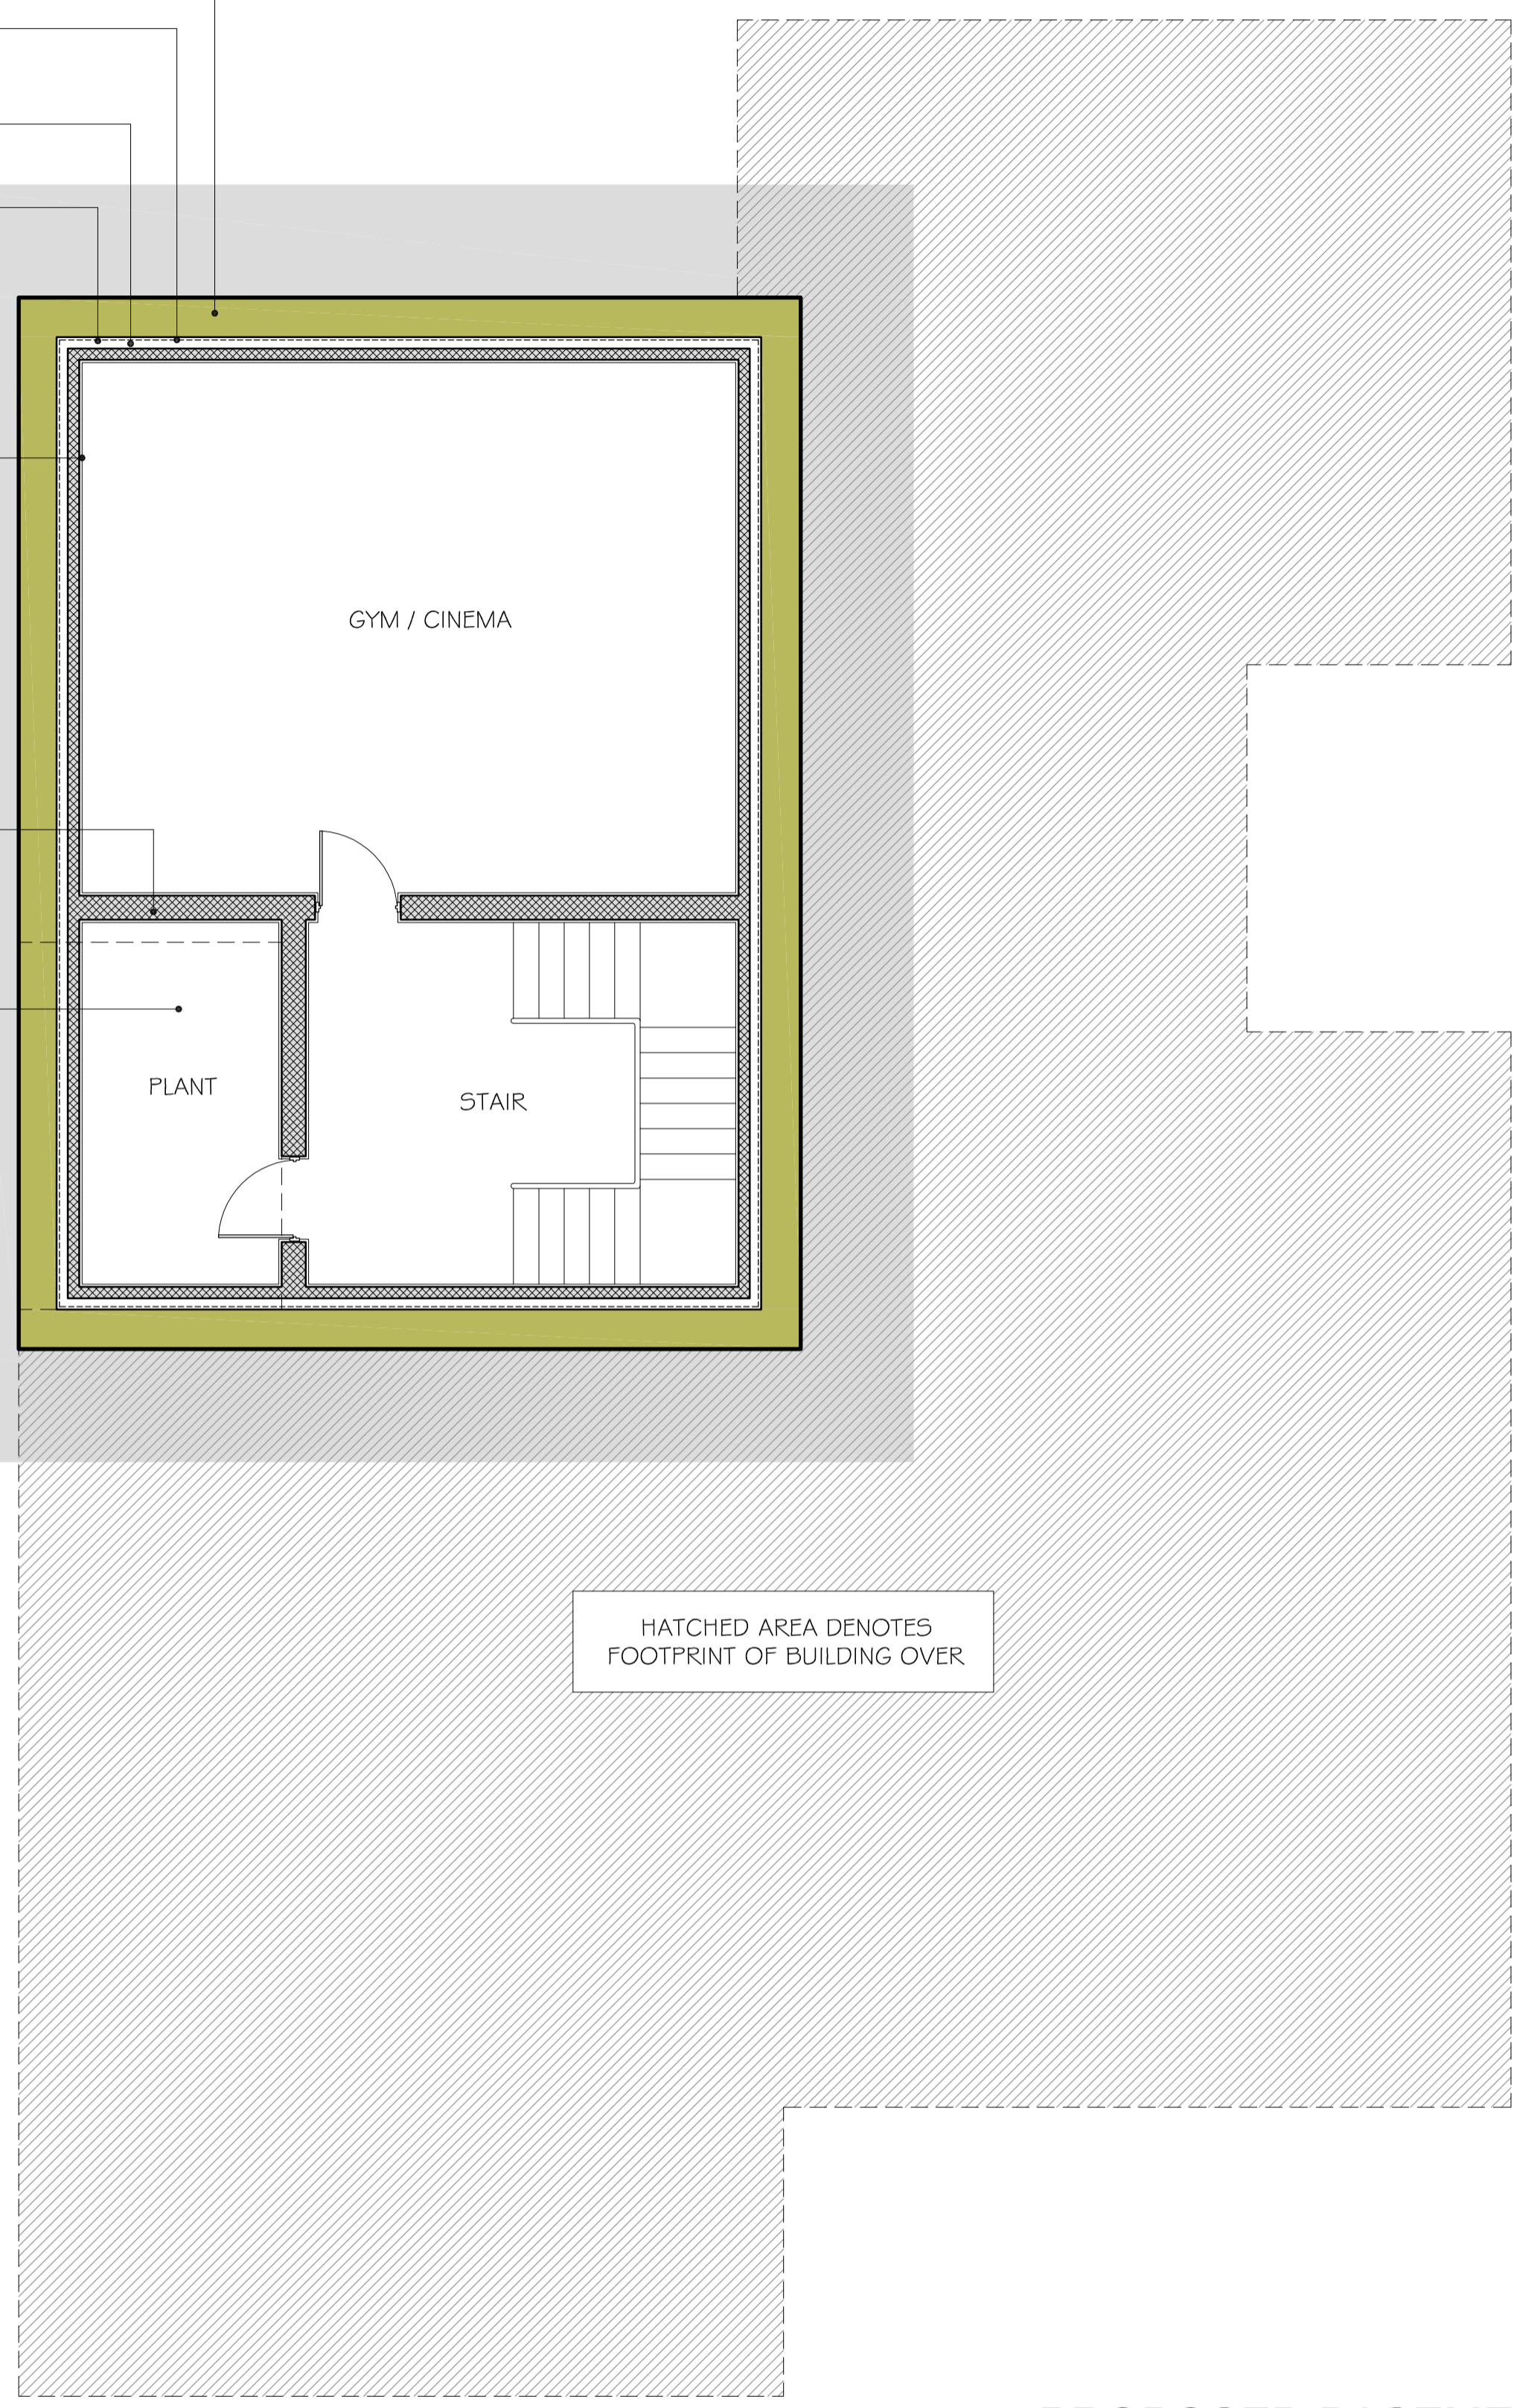 GYM / CINEMA
PLANT
STAIR
HATCHED AREA DENOTES
FOOTPRINT OF BUILDING OVER